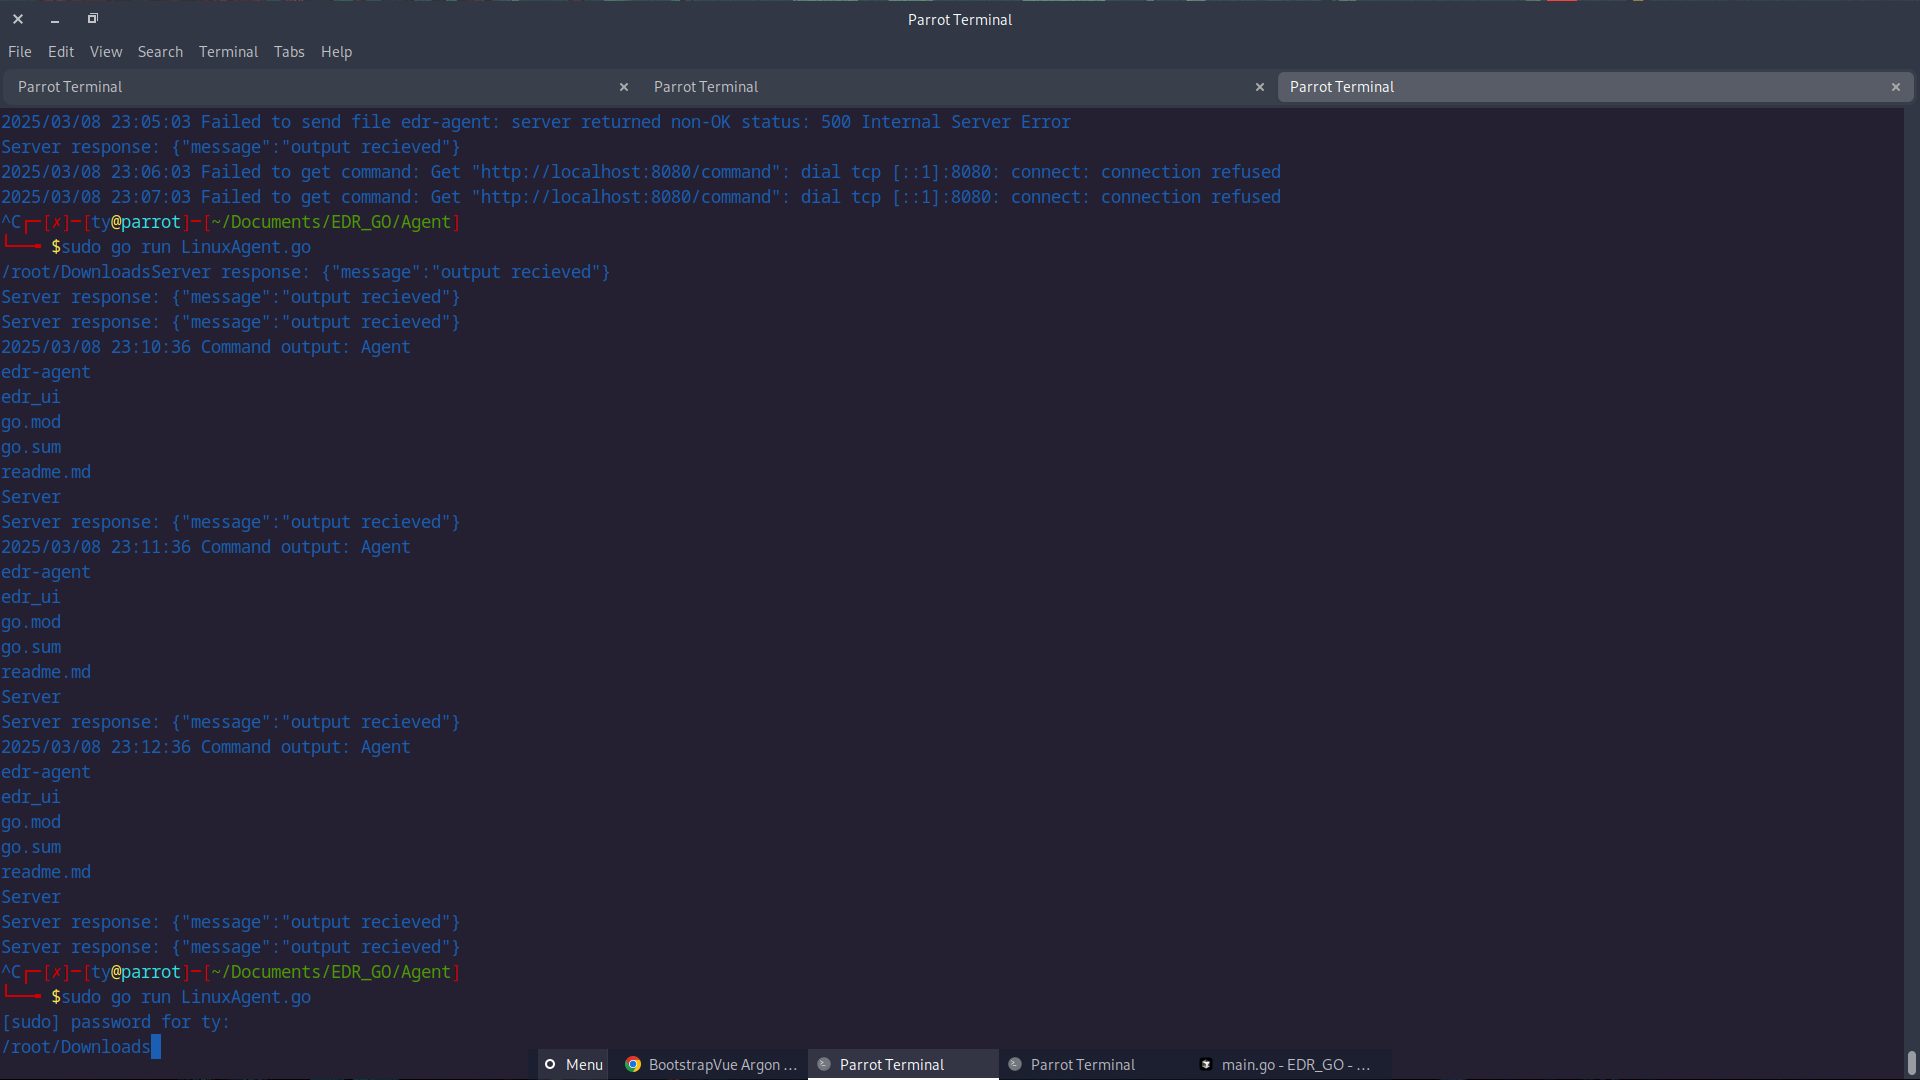 Parrot Terminal
File Edit View Search Terminal Tabs Help
Parrot Terminal × Parrot Terminal × Parrot Terminal ×
2025/03/08 23:05:03 Failed to send file edr-agent: server returned non-OK status: 500 Internal Server Error
Server response: {"message":"output recieved"}
2025/03/08 23:06:03 Failed to get command: Get "http://localhost:8080/command": dial tcp [::1]:8080: connect: connection refused
2025/03/08 23:07:03 Failed to get command: Get "http://localhost:8080/command": dial tcp [::1]:8080: connect: connection refused
^C┌─[✗]─[ty@parrot]─[~/Documents/EDR_GO/Agent]
└──╼ $sudo go run LinuxAgent.go
/root/DownloadsServer response: {"message":"output recieved"}
Server response: {"message":"output recieved"}
Server response: {"message":"output recieved"}
2025/03/08 23:10:36 Command output: Agent
edr-agent
edr_ui
go.mod
go.sum
readme.md
Server
Server response: {"message":"output recieved"}
2025/03/08 23:11:36 Command output: Agent
edr-agent
edr_ui
go.mod
go.sum
readme.md
Server
Server response: {"message":"output recieved"}
2025/03/08 23:12:36 Command output: Agent
edr-agent
edr_ui
go.mod
go.sum
readme.md
Server
Server response: {"message":"output recieved"}
Server response: {"message":"output recieved"}
^C┌─[✗]─[ty@parrot]─[~/Documents/EDR_GO/Agent]
└──╼ $sudo go run LinuxAgent.go
[sudo] password for ty:
/root/Downloads
Menu BootstrapVue Argon ... Parrot Terminal Parrot Terminal main.go - EDR_GO - ...